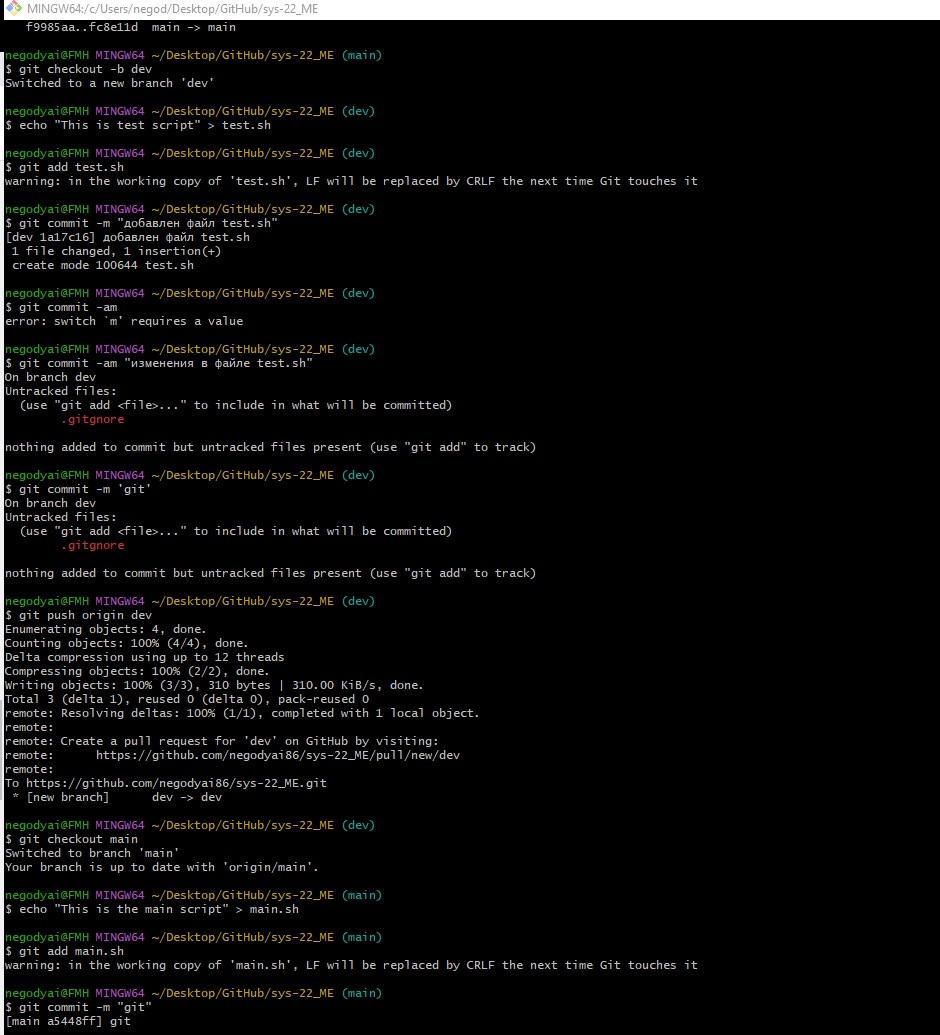 MINGW64:/c/Users/negod/Desktop/GitHub/sys-22_ME
f9985aa..fc8e11d  main -> main
negodyai@FMH MINGW64 ~/Desktop/GitHub/sys-22_ME (main)
$ git checkout -b dev
Switched to a new branch 'dev'
negodyai@FMH MINGW64 ~/Desktop/GitHub/sys-22_ME (dev)
$ echo "This is test script" > test.sh
negodyai@FMH MINGW64 ~/Desktop/GitHub/sys-22_ME (dev)
$ git add test.sh
warning: in the working copy of 'test.sh', LF will be replaced by CRLF the next time Git touches it
negodyai@FMH MINGW64 ~/Desktop/GitHub/sys-22_ME (dev)
$ git commit -m "добавлен файл test.sh"
[dev 1a17c16] добавлен файл test.sh
1 file changed, 1 insertion(+)
create mode 100644 test.sh
negodyai@FMH MINGW64 ~/Desktop/GitHub/sys-22_ME (dev)
$ git commit -am
error: switch `m' requires a value
negodyai@FMH MINGW64 ~/Desktop/GitHub/sys-22_ME (dev)
$ git commit -am "изменения в файле test.sh"
On branch dev
Untracked files:
(use "git add <file>..." to include in what will be committed)
.gitgnore
nothing added to commit but untracked files present (use "git add" to track)
negodyai@FMH MINGW64 ~/Desktop/GitHub/sys-22_ME (dev)
$ git commit -m 'git'
On branch dev
Untracked files:
(use "git add <file>..." to include in what will be committed)
.gitgnore
nothing added to commit but untracked files present (use "git add" to track)
negodyai@FMH MINGW64 ~/Desktop/GitHub/sys-22_ME (dev)
$ git push origin dev
Enumerating objects: 4, done.
Counting objects: 100% (4/4), done.
Delta compression using up to 12 threads
Compressing objects: 100% (2/2), done.
Writing objects: 100% (3/3), 310 bytes | 310.00 KiB/s, done.
Total 3 (delta 1), reused 0 (delta 0), pack-reused 0
remote: Resolving deltas: 100% (1/1), completed with 1 local object.
remote:
remote: Create a pull request for 'dev' on GitHub by visiting:
remote:      https://github.com/negodyai86/sys-22_ME/pull/new/dev
remote:
To https://github.com/negodyai86/sys-22_ME.git
* [new branch]      dev -> dev
negodyai@FMH MINGW64 ~/Desktop/GitHub/sys-22_ME (dev)
$ git checkout main
Switched to branch 'main'
Your branch is up to date with 'origin/main'.
negodyai@FMH MINGW64 ~/Desktop/GitHub/sys-22_ME (main)
$ echo "This is the main script" > main.sh
negodyai@FMH MINGW64 ~/Desktop/GitHub/sys-22_ME (main)
$ git add main.sh
warning: in the working copy of 'main.sh', LF will be replaced by CRLF the next time Git touches it
negodyai@FMH MINGW64 ~/Desktop/GitHub/sys-22_ME (main)
$ git commit -m "git"
[main a5448ff] git